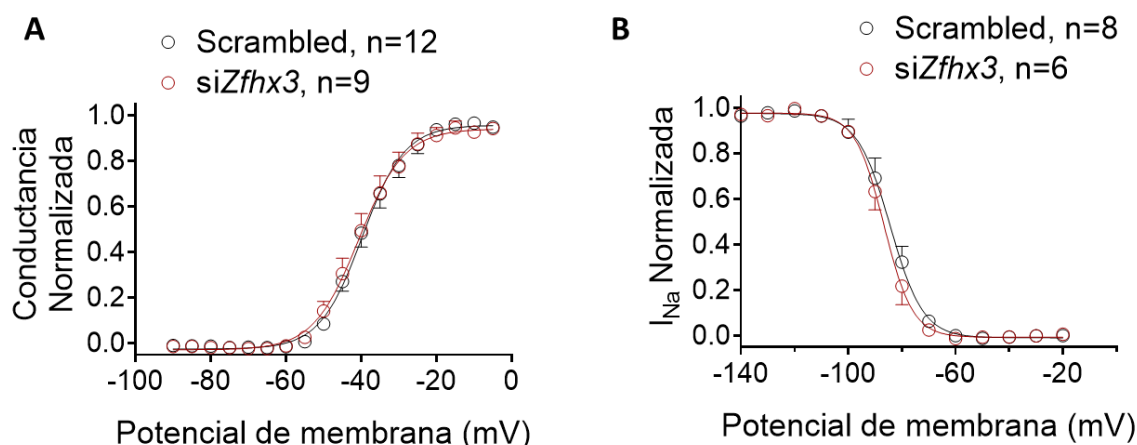 A
Scrambled, n=12
siZfhx3, n=9
Conductancia
Normalizada
1.0
0.8
0.6
0.4
0.2
0.0
-100 -80 -60 -40 -20 0
Potencial de membrana (mV)
B
Scrambled, n=8
siZfhx3, n=6
INa Normalizada
1.0
0.8
0.6
0.4
0.2
0.0
-140 -100 -60 -20
Potencial de membrana (mV)